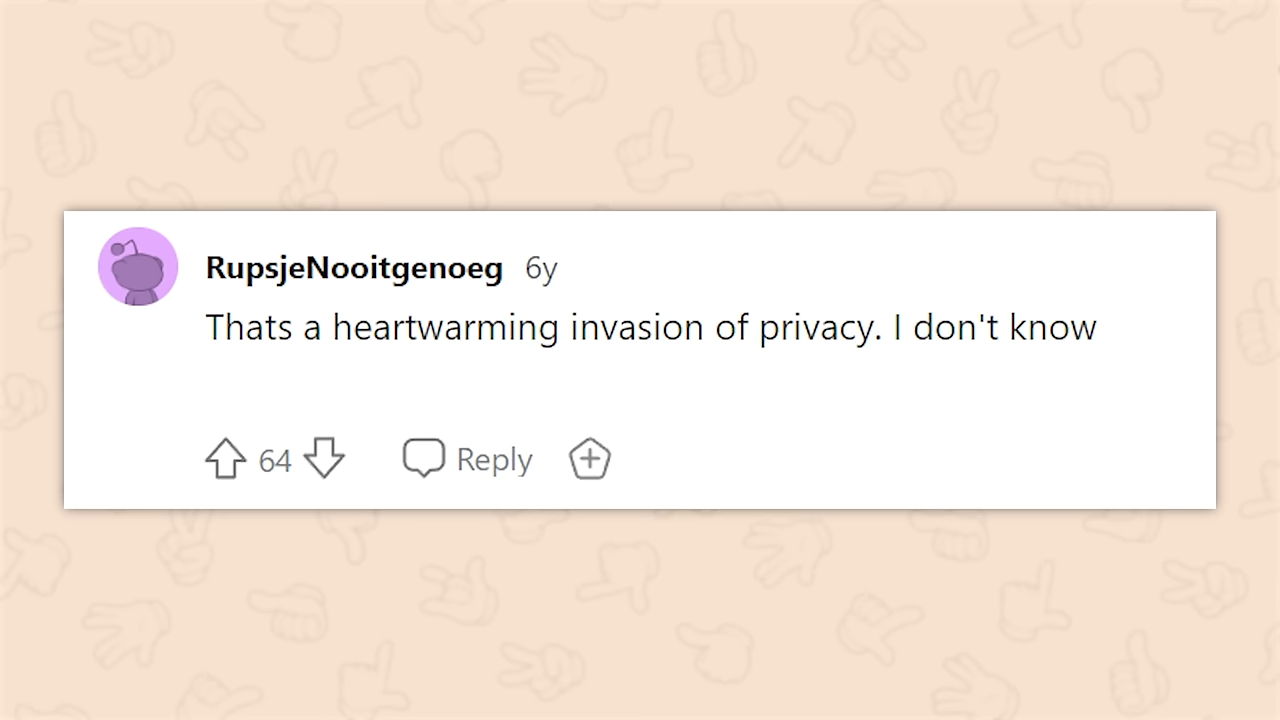 RupsjeNooitgenoeg 6y
Thats a heartwarming invasion of privacy. I don't know
64 Reply